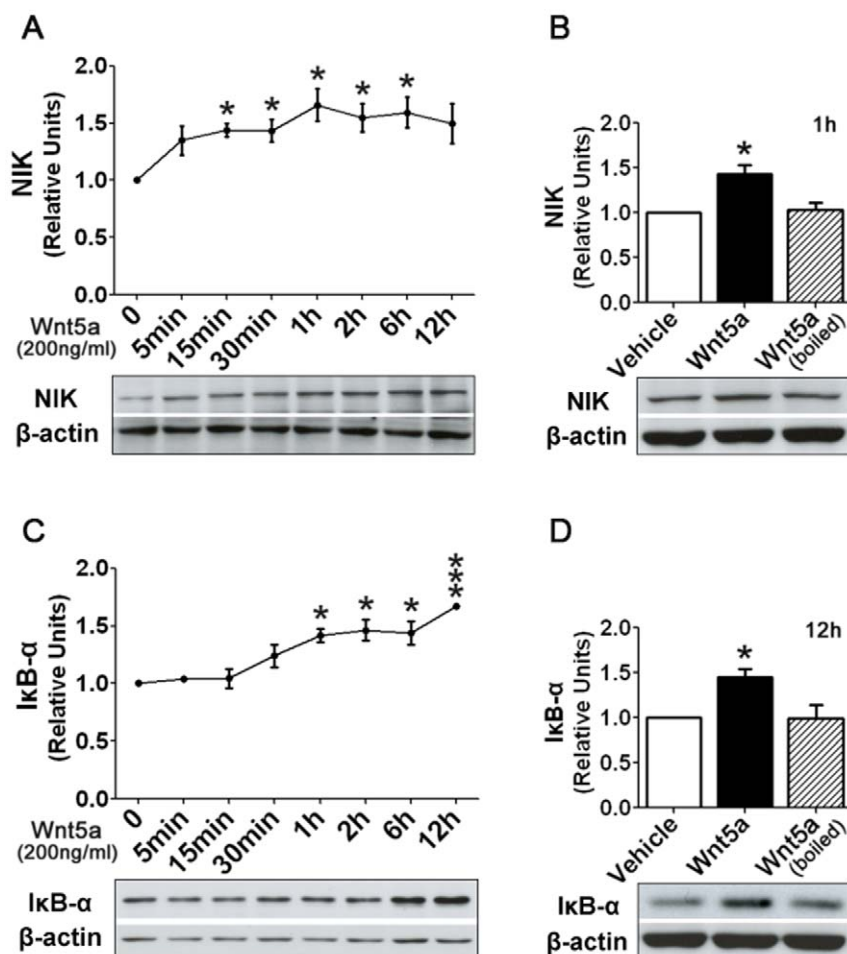 A
2.0
1.5
1.0
0.5
0.0
NIK
(Relative Units)
* * * * *
0 5min 15min 30min 1h 2h 6h 12h
Wnt5a
(200ng/ml)
NIK
β-actin
B
1h
2.0
1.5
1.0
0.5
0.0
NIK
(Relative Units)
*
Vehicle Wnt5a Wnt5a
(boiled)
NIK
β-actin
C
2.0
1.5
1.0
0.5
0.0
IκB-α
(Relative Units)
* * * ***
0 5min 15min 30min 1h 2h 6h 12h
Wnt5a
(200ng/ml)
IκB-α
β-actin
D
12h
2.0
1.5
1.0
0.5
0.0
IκB-α
(Relative Units)
*
Vehicle Wnt5a Wnt5a
(boiled)
IκB-α
β-actin